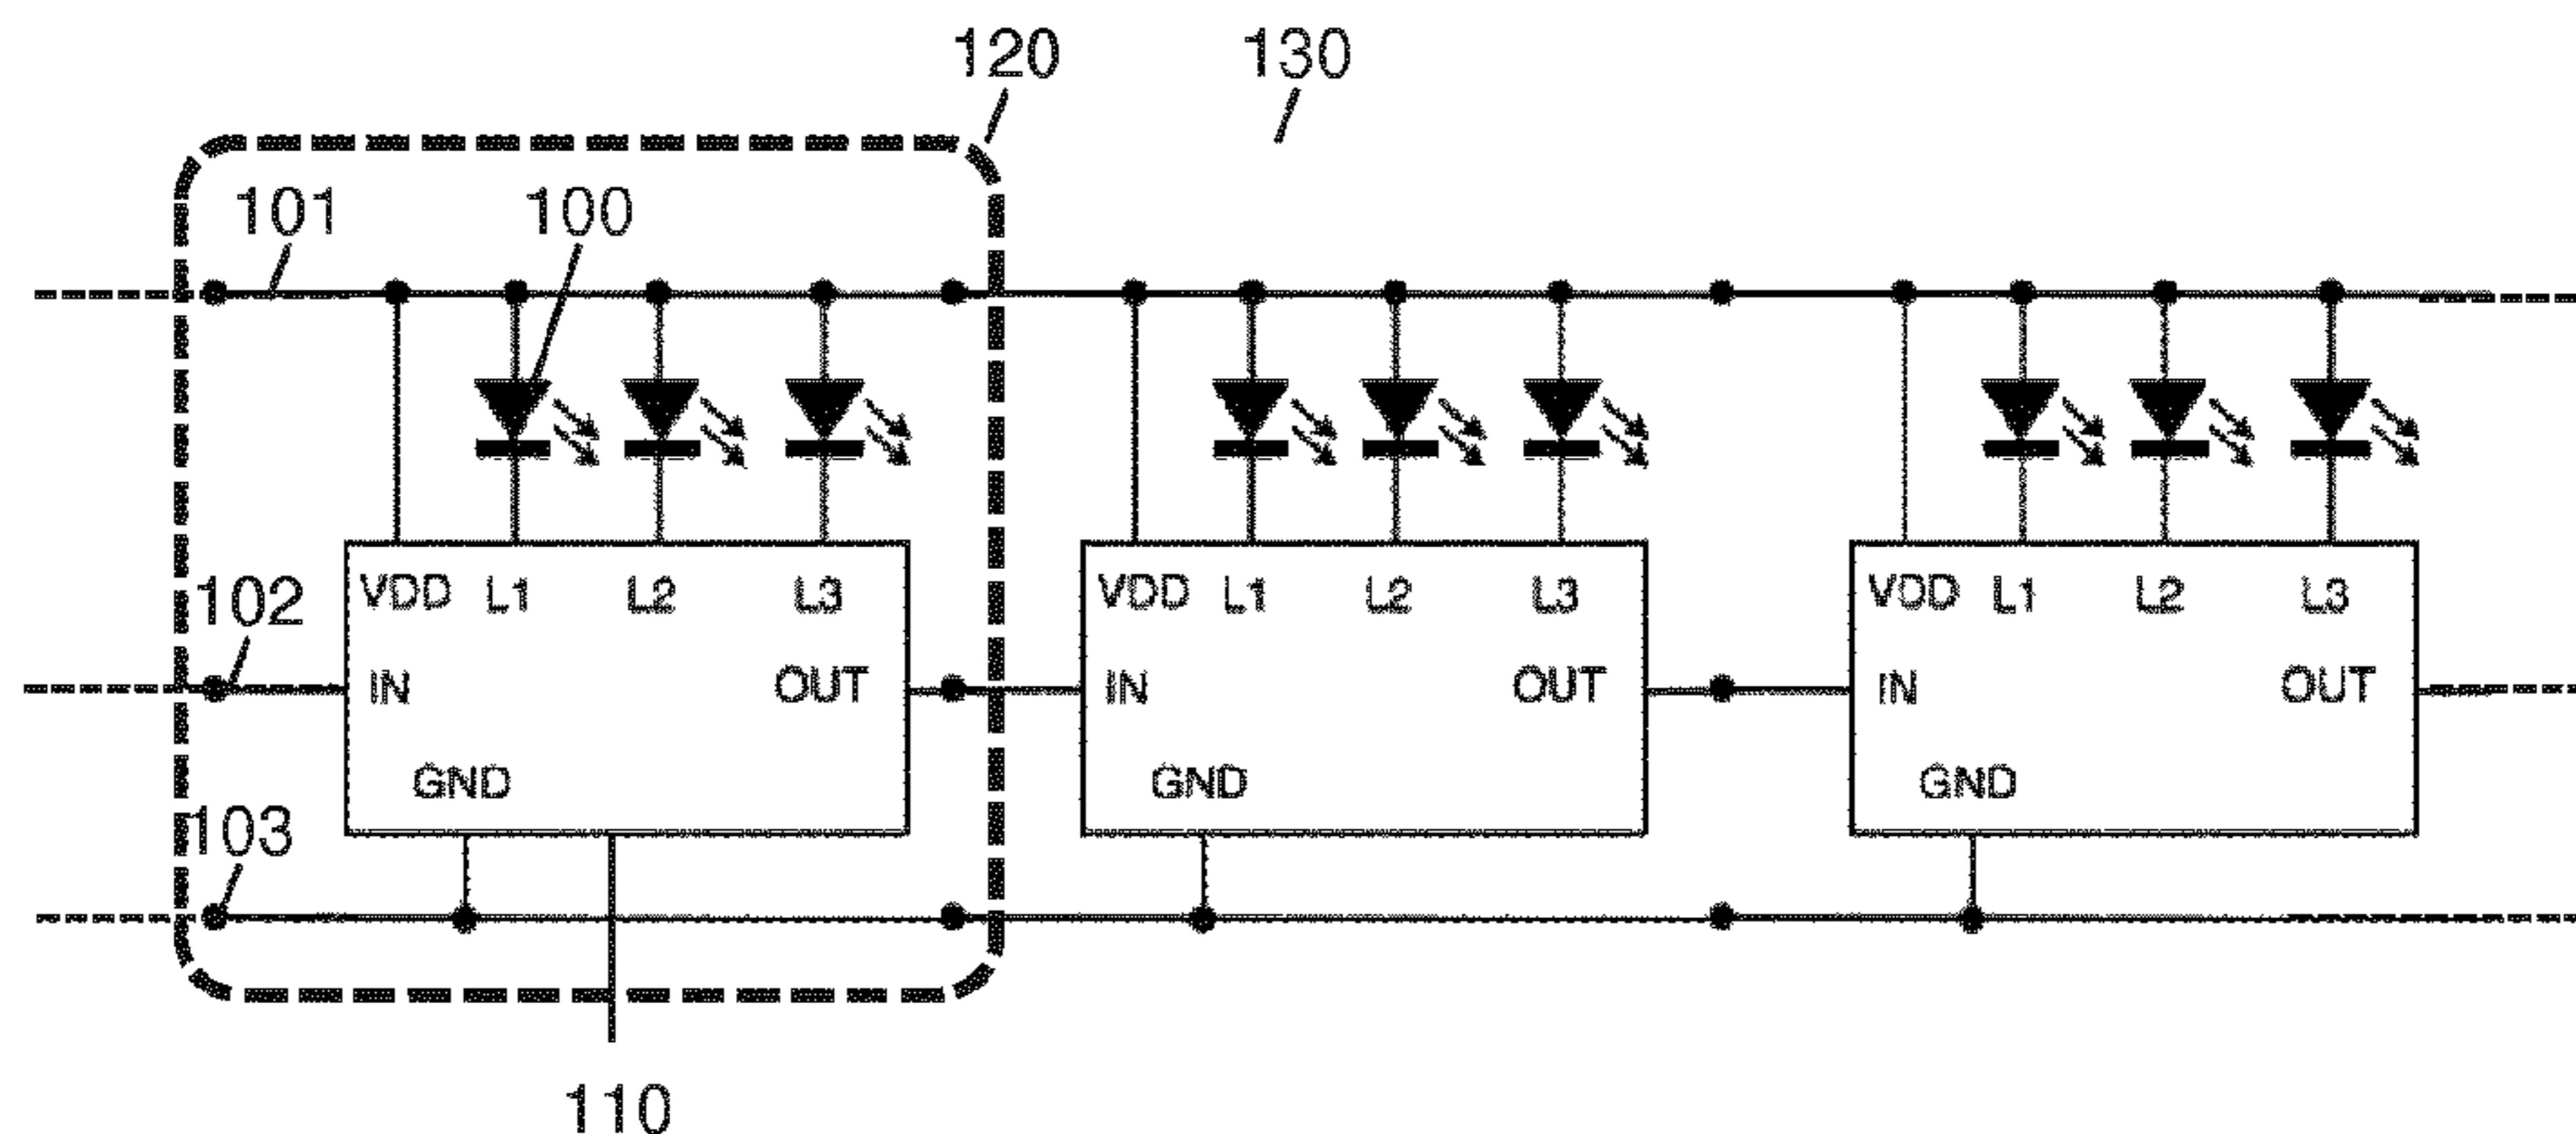 120 130
101 100
102
VDD L1 L2 L3 VDD L1 L2 L3 VDD L1 L2 L3
IN OUT IN OUT IN OUT
GND GND GND
103
110